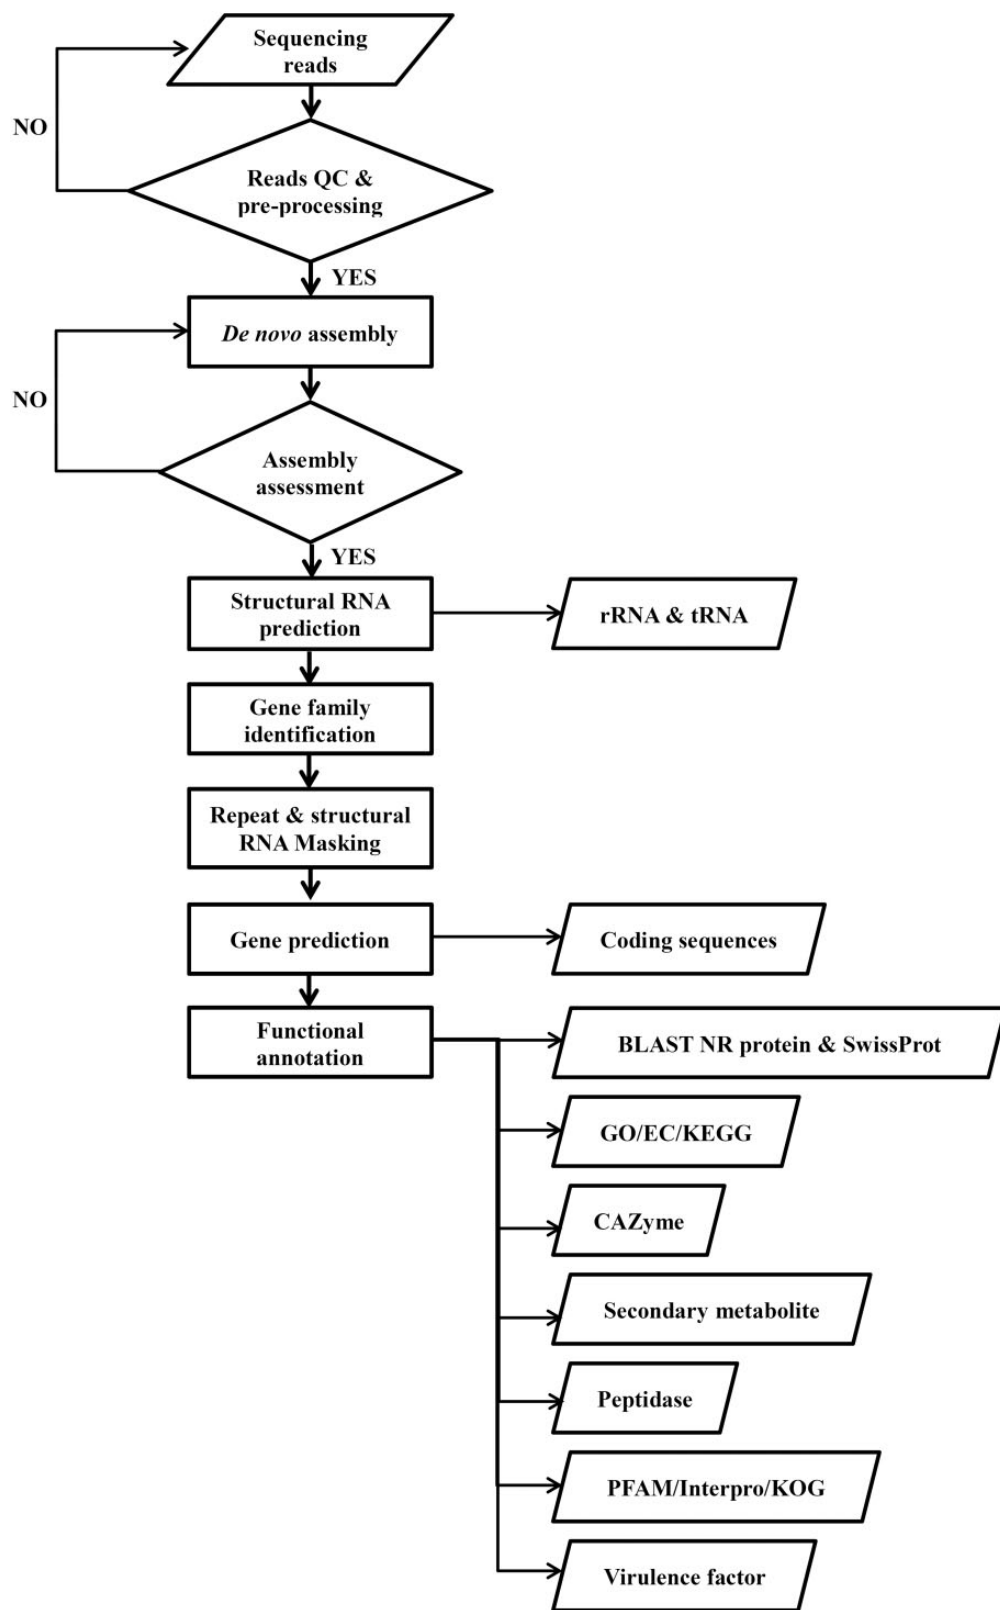 Sequencing
reads
NO
Reads QC &
pre-processing
YES
De novo assembly
NO
Assembly
assessment
YES
Structural RNA
prediction
rRNA & tRNA
Gene family
identification
Repeat & structural
RNA Masking
Gene prediction
Coding sequences
Functional
annotation
BLAST NR protein & SwissProt
GO/EC/KEGG
CAZyme
Secondary metabolite
Peptidase
PFAM/Interpro/KOG
Virulence factor